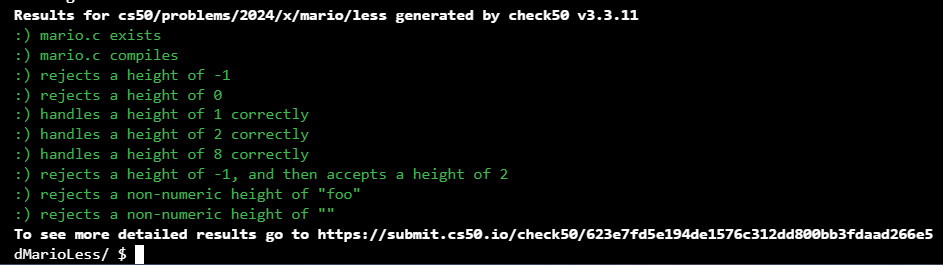 Results for cs50/problems/2024/x/mario/less generated by check50 v3.3.11
:) mario.c exists
:) mario.c compiles
:) rejects a height of -1
:) rejects a height of 0
:) handles a height of 1 correctly
:) handles a height of 2 correctly
:) handles a height of 8 correctly
:) rejects a height of -1, and then accepts a height of 2
:) rejects a non-numeric height of "foo"
:) rejects a non-numeric height of ""
To see more detailed results go to https://submit.cs50.io/check50/623e7fd5e194de1576c312dd800bb3fdaad266e5
dMarioLess/ $